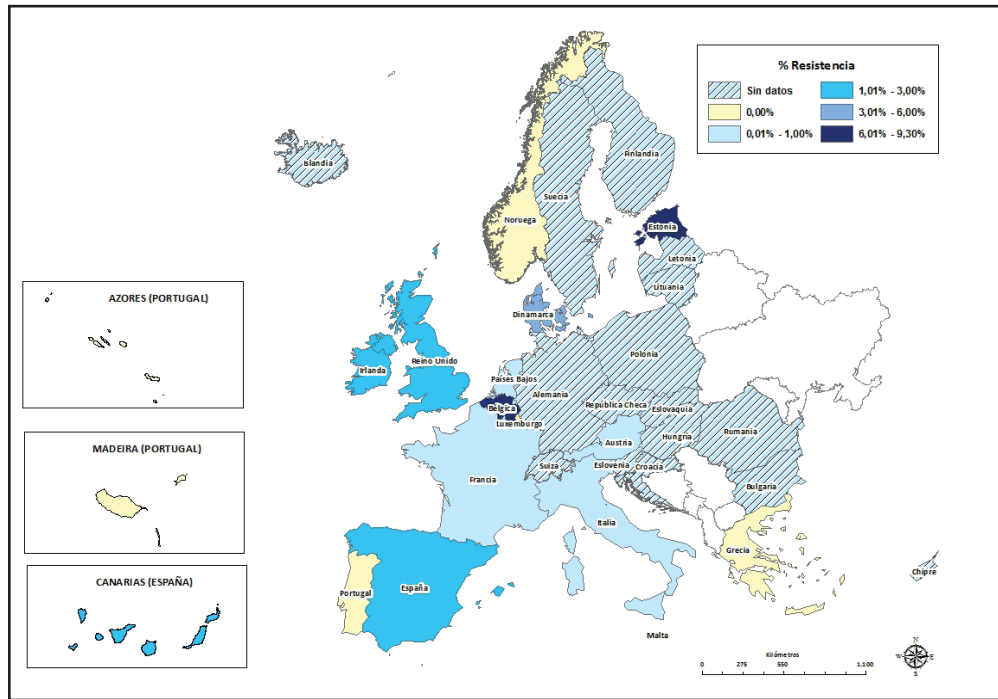 % Resistencia
Sin datos
0,00%
0,01% - 1,00%
1,01% - 3,00%
3,01% - 6,00%
6,01% - 9,30%
Islandia
Finlandia
Suecia
Noruega
Estonia
Letonia
Lituania
Dinamarca
Reino Unido
Irlanda
Polonia
Países Bajos
Alemania
Bélgica
República Checa
Eslovaquia
Luxemburgo
Austria
Hungría
Rumania
Suiza
Eslovenia
Croacia
Francia
Bulgaria
Italia
Grecia
España
Portugal
Chipre
Malta
AZORES (PORTUGAL)
MADEIRA (PORTUGAL)
CANARIAS (ESPAÑA)
Kilómetros
0 275 550 1.100
N
W E
S